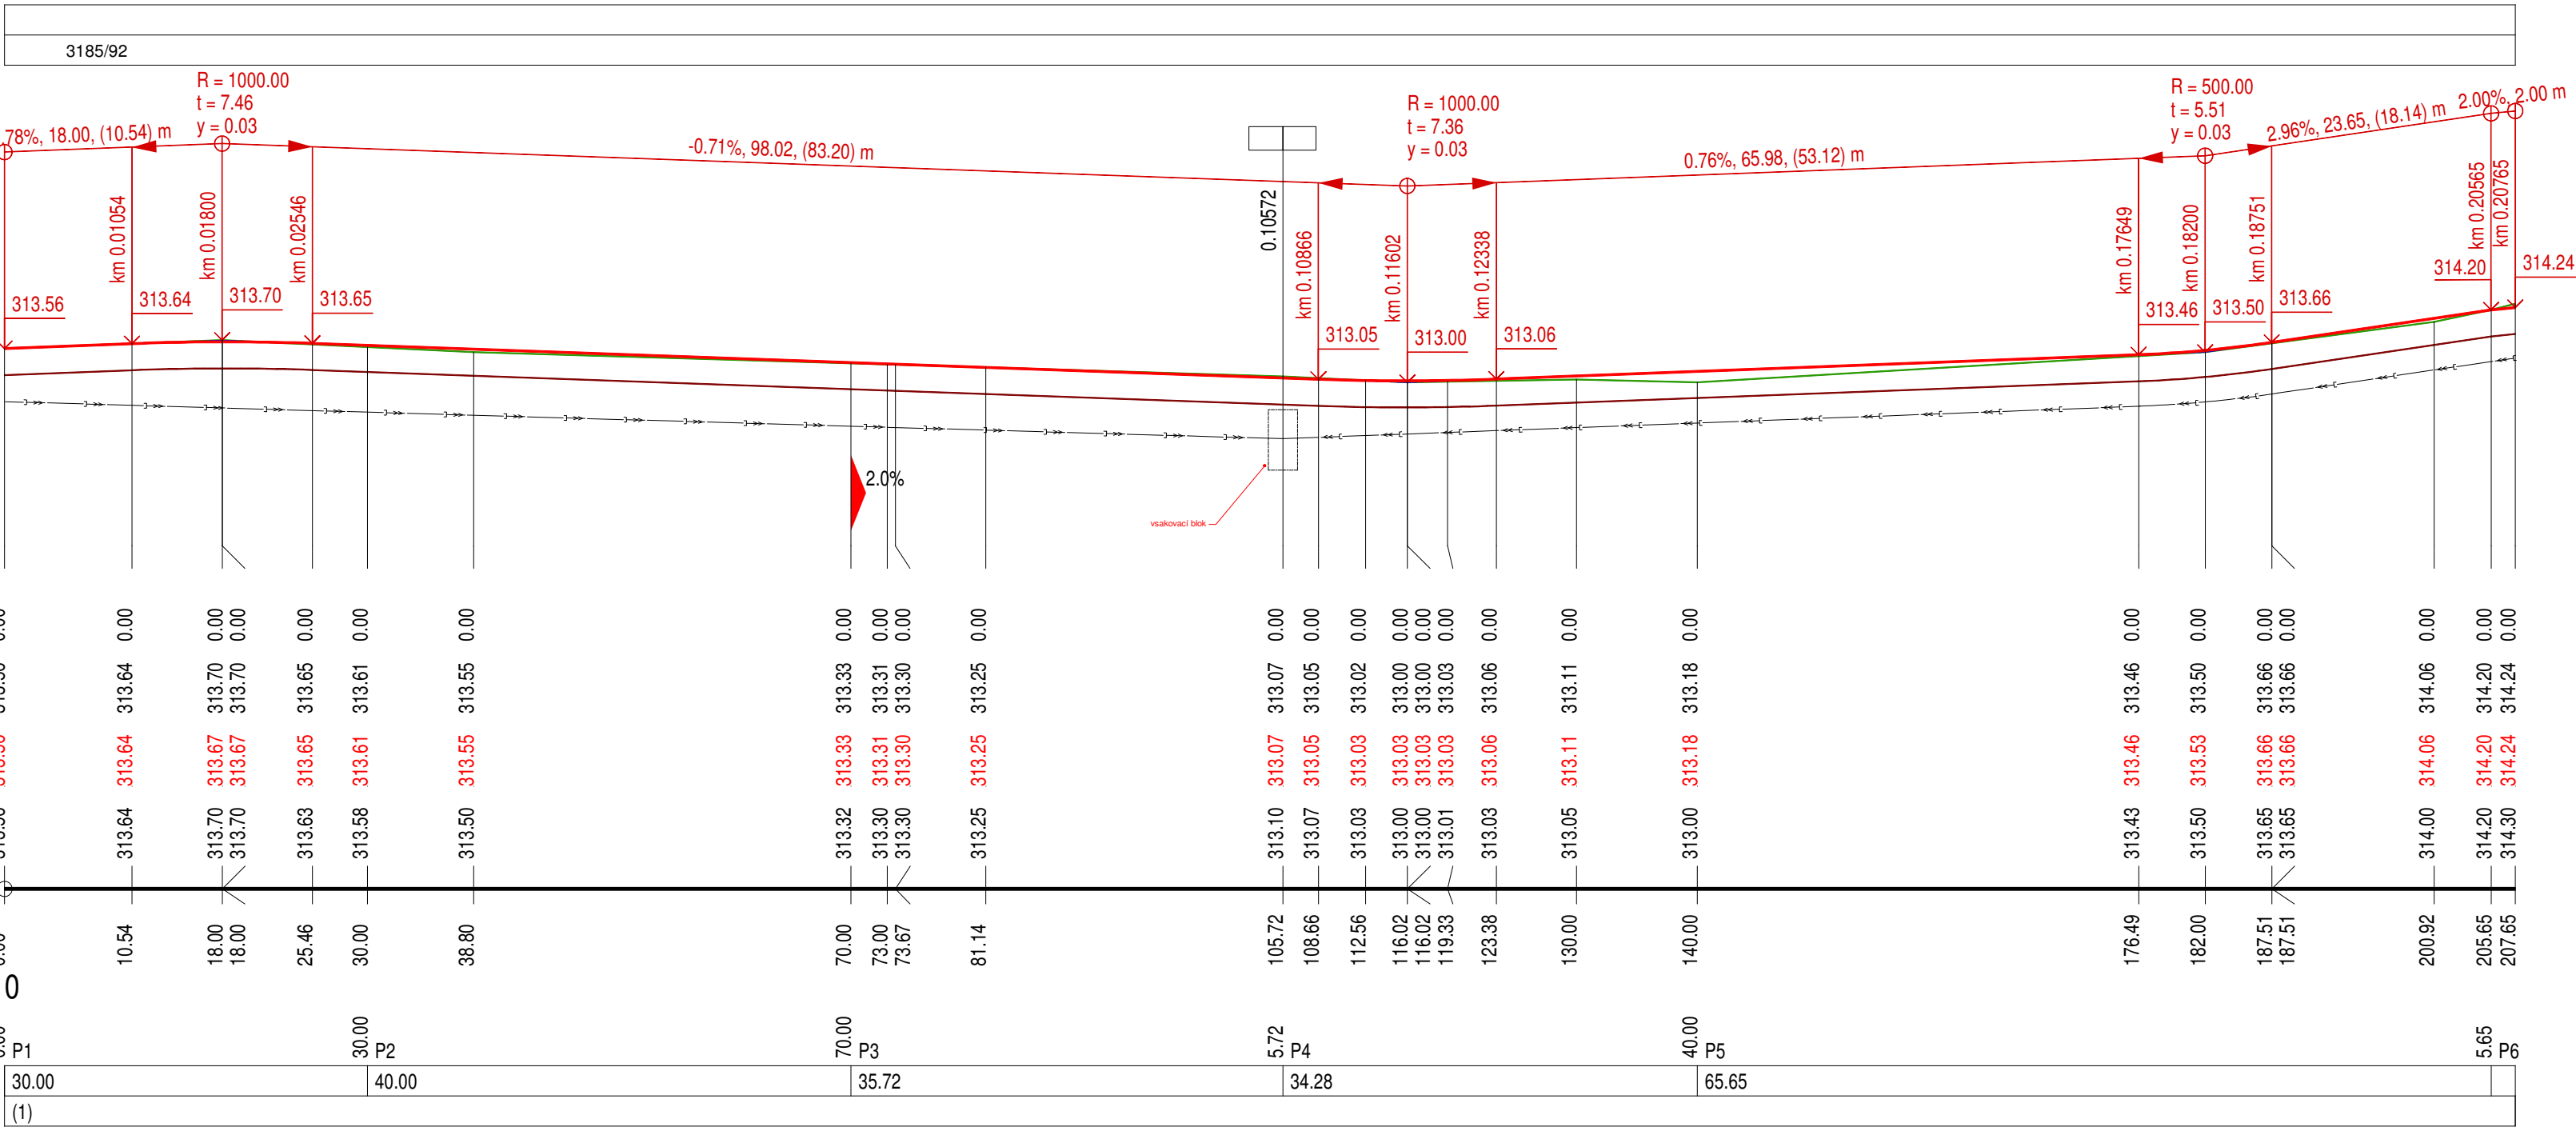 3185/92
R = 1000.00
t = 7.46
y = 0.03
R = 1000.00
t = 7.36
y = 0.03
R = 500.00
t = 5.51
y = 0.03
78%, 18.00, (10.54) m
-0.71%, 98.02, (83.20) m
0.76%, 65.98, (53.12) m
2.96%, 23.65, (18.14) m
2.00%, 2.00 m
km 0.01054
km 0.01800
km 0.02546
0.10572
km 0.10866
km 0.11602
km 0.12338
km 0.17649
km 0.18200
km 0.18751
km 0.20565
km 0.20765
313.56
313.64
313.70
313.65
313.05
313.00
313.06
313.46
313.50
313.66
314.20
314.24
2.0%
vsakovací blok
0.00 0.00 0.00 0.00 0.00 0.00 0.00 0.00 0.00 0.00 0.00 0.00 0.00 0.00 0.00 0.00 0.00 0.00 0.00 0.00 0.00 0.00 0.00 0.00 0.00 0.00
313.64 313.70 313.70 313.65 313.61 313.55 313.33 313.31 313.30 313.25 313.07 313.05 313.02 313.00 313.00 313.03 313.06 313.11 313.18 313.46 313.50 313.66 313.66 314.06 314.20 314.24
313.64 313.67 313.67 313.65 313.61 313.55 313.33 313.31 313.30 313.25 313.07 313.05 313.03 313.03 313.03 313.03 313.06 313.11 313.18 313.46 313.53 313.66 313.66 314.06 314.20 314.24
313.64 313.70 313.70 313.63 313.58 313.50 313.32 313.30 313.30 313.25 313.10 313.07 313.03 313.00 313.00 313.01 313.03 313.05 313.00 313.43 313.50 313.65 313.65 314.00 314.20 314.30
10.54 18.00 18.00 25.46 30.00 38.80 70.00 73.00 73.67 81.14 105.72 108.66 112.56 116.02 116.02 119.33 123.38 130.00 140.00 176.49 182.00 187.51 187.51 200.92 205.65 207.65
0
P1 30.00 P2 70.00 P3 5.72 P4 40.00 P5 5.65 P6
30.00 40.00 35.72 34.28 65.65
(1)